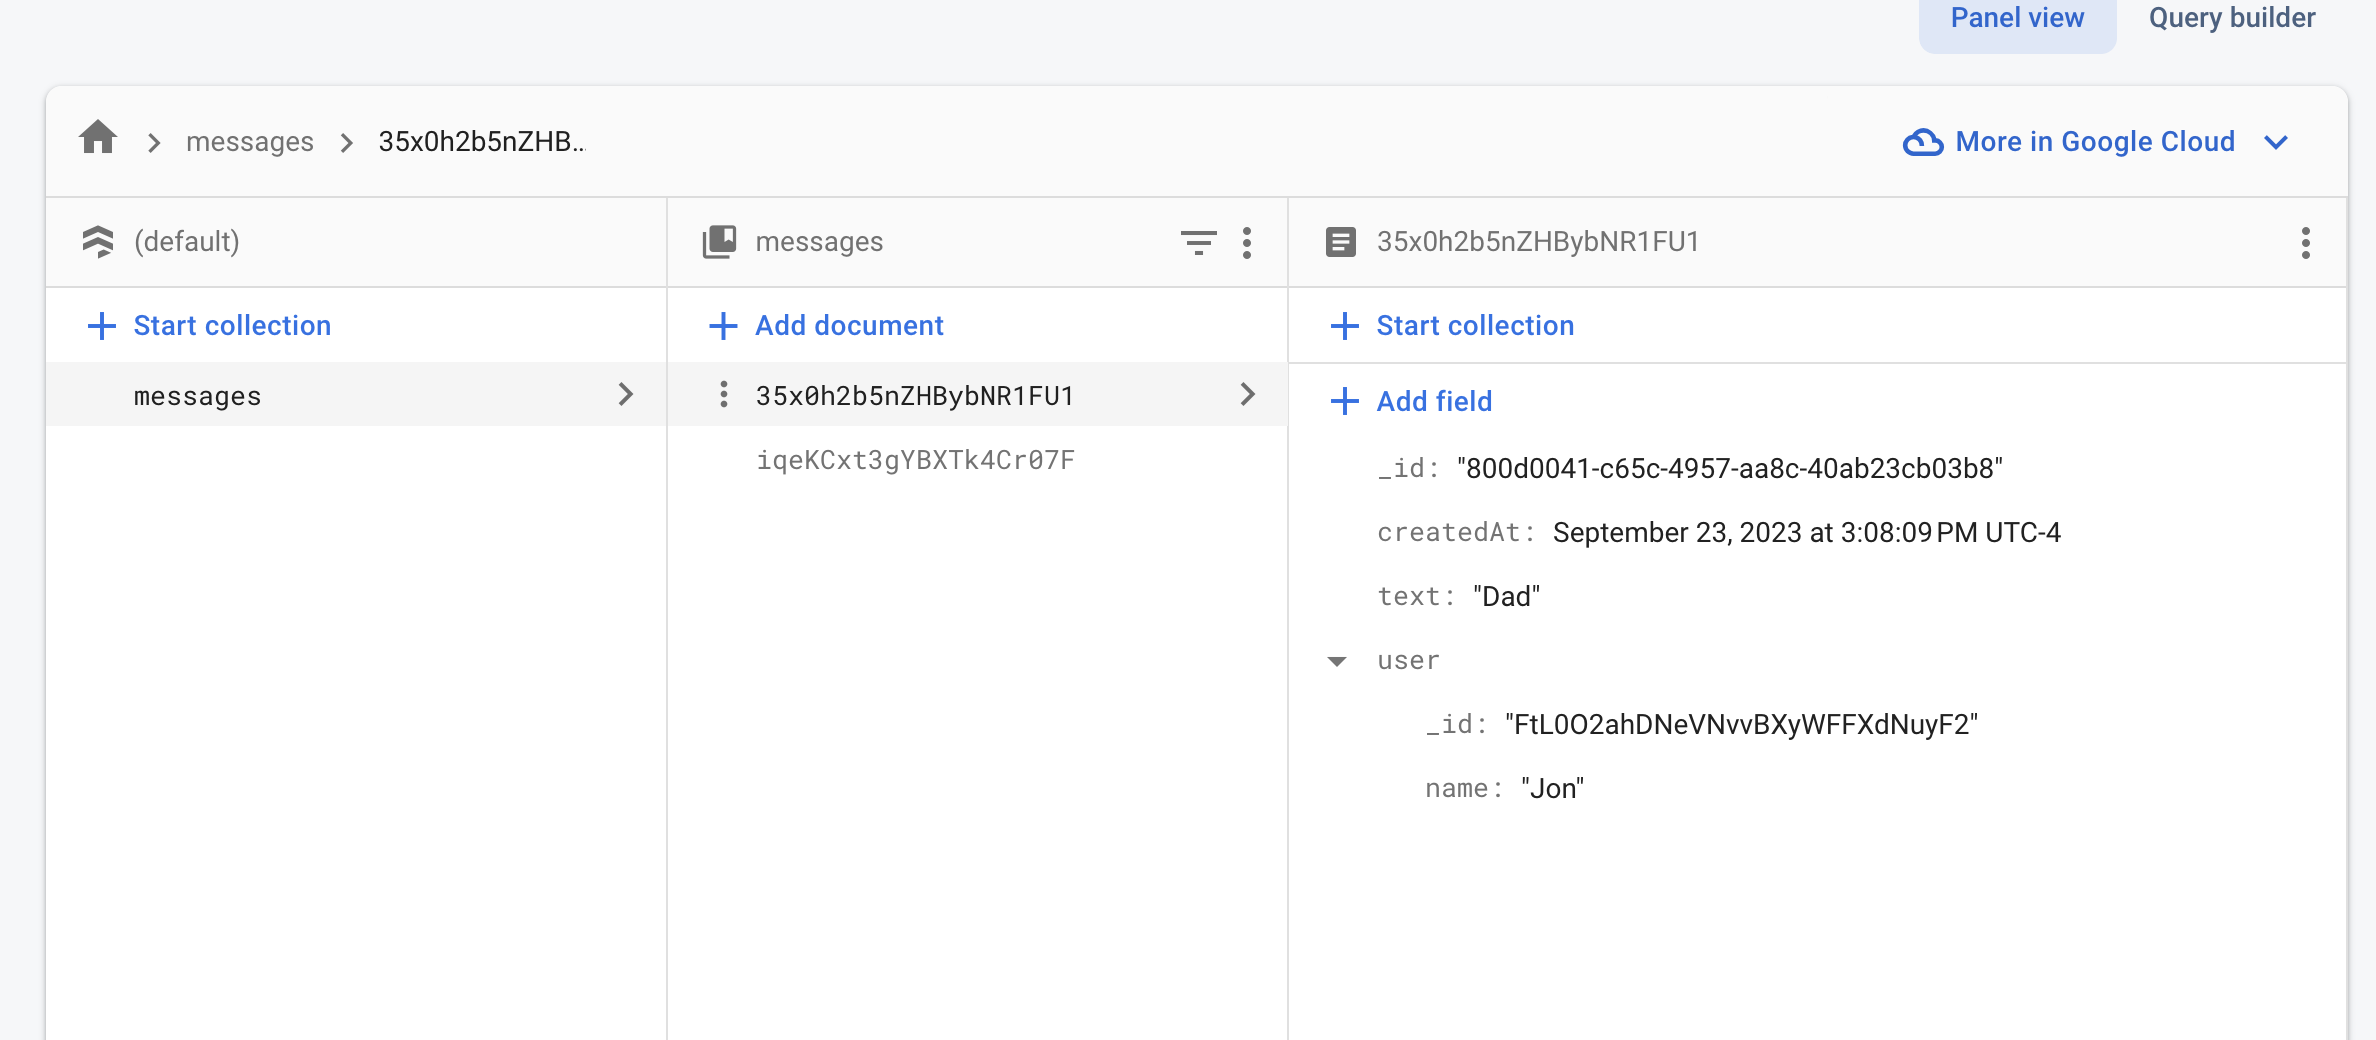 Panel view Query builder
messages 35x0h2b5nZHB...
More in Google Cloud
(default)
messages
35x0h2b5nZHBybNR1FU1
Start collection
Add document
Start collection
messages
35x0h2b5nZHBybNR1FU1
iqeKCxt3gYBXTk4Cr07F
Add field
_id: "800d0041-c65c-4957-aa8c-40ab23cb03b8"
createdAt: September 23, 2023 at 3:08:09 PM UTC-4
text: "Dad"
user
_id: "FtL0O2ahDNeVNvvBXyWFFXdNuyF2"
name: "Jon"